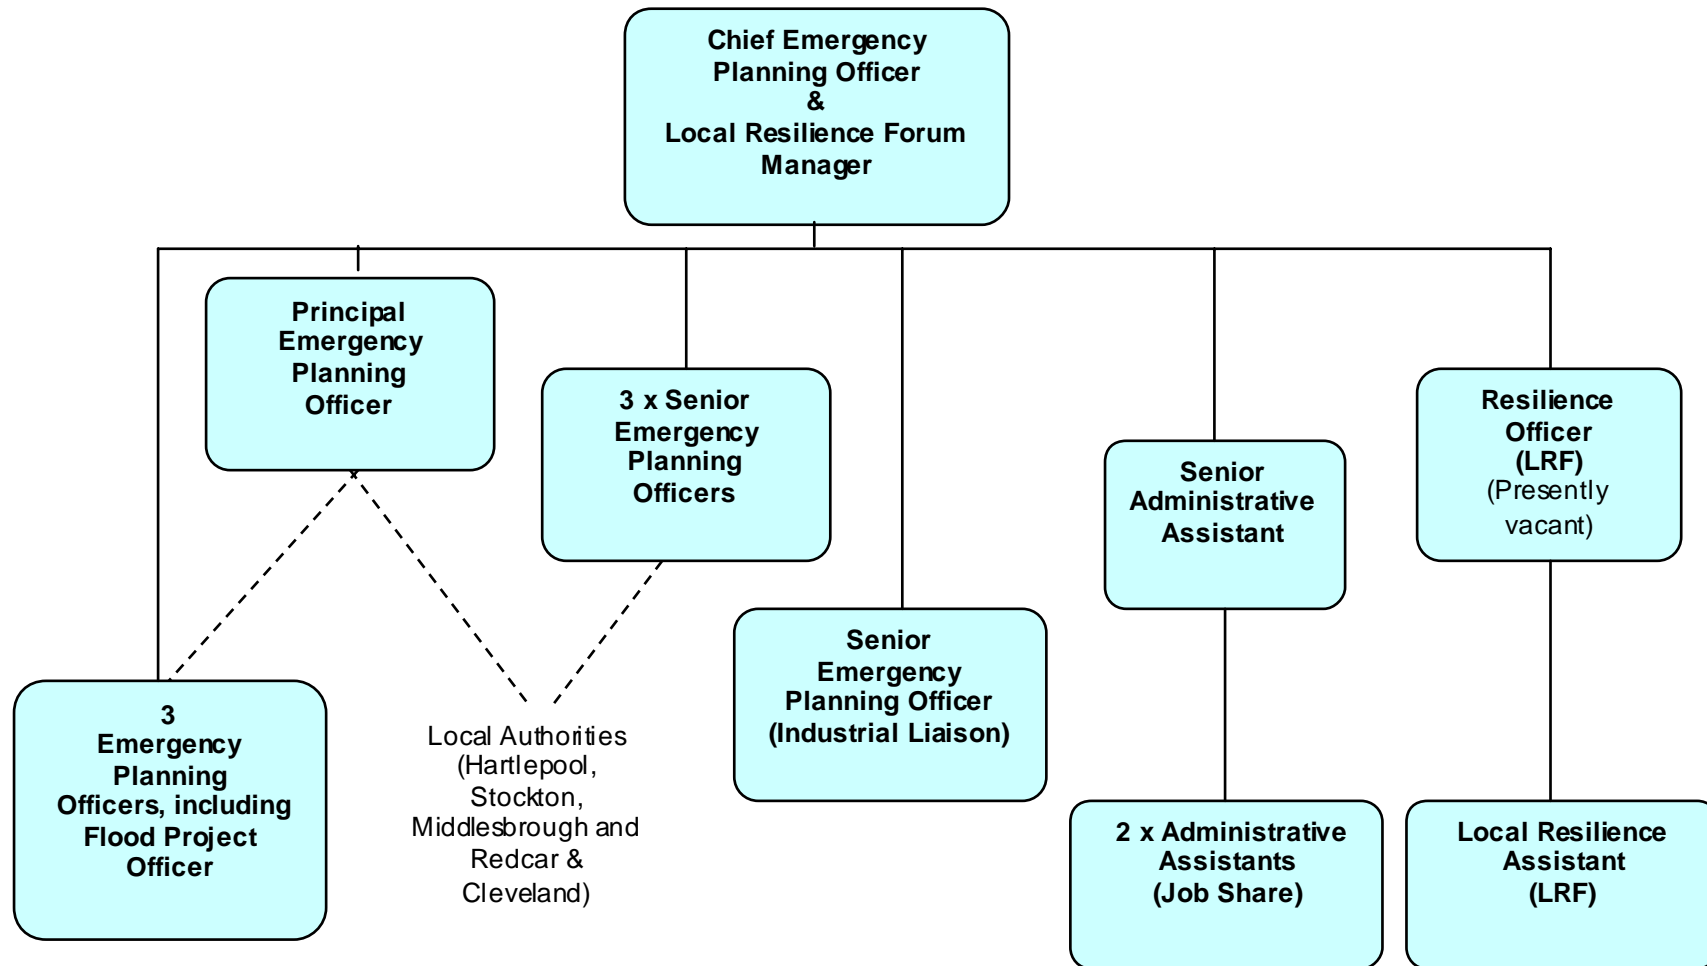 Chief Emergency
Planning Officer
&
Local Resilience Forum
Manager
Principal
Emergency
Planning
Officer
3 x Senior
Emergency
Planning
Officers
Senior
Emergency
Planning Officer
(Industrial Liaison)
Senior
Administrative
Assistant
Resilience
Officer
(LRF)
(Presently
vacant)
3
Emergency
Planning
Officers, including
Flood Project
Officer
Local Authorities
(Hartlepool,
Stockton,
Middlesbrough and
Redcar &
Cleveland)
2 x Administrative
Assistants
(Job Share)
Local Resilience
Assistant
(LRF)